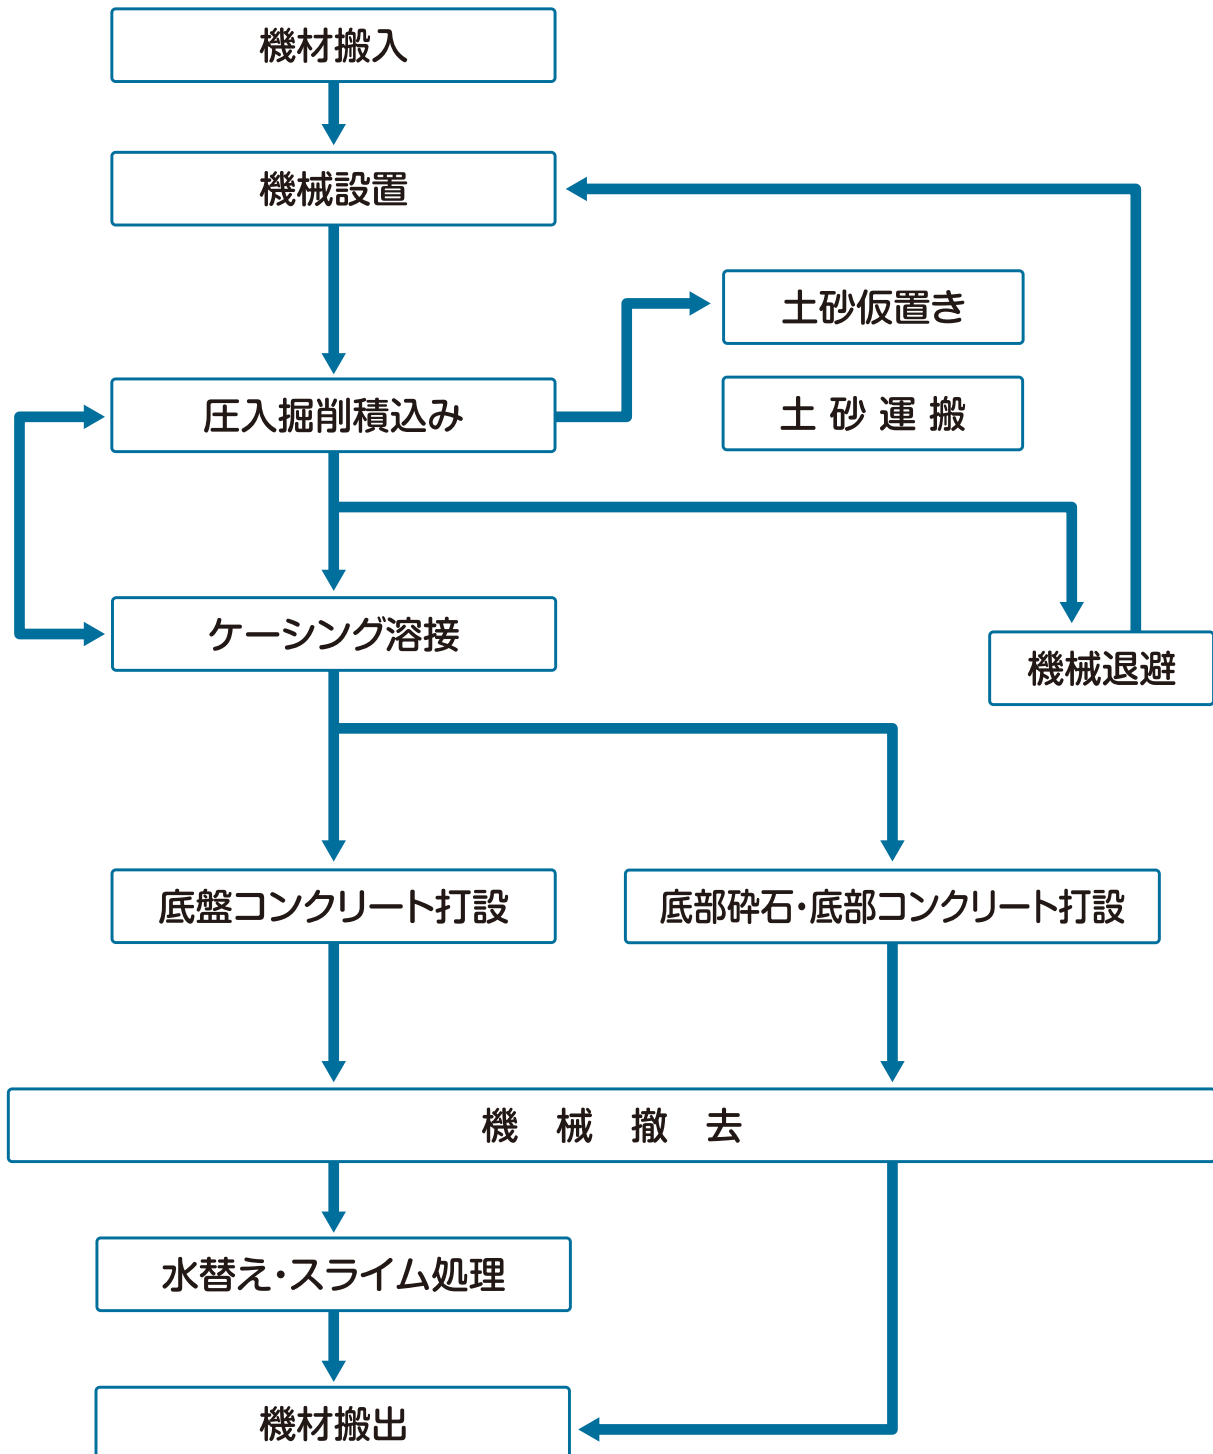 機材搬入
機械設置
土砂仮置き
圧入掘削積込み
土砂運搬
ケーシング溶接
機械退避
底盤コンクリート打設
底部砕石・底部コンクリート打設
機械撤去
水替え・スライム処理
機材搬出